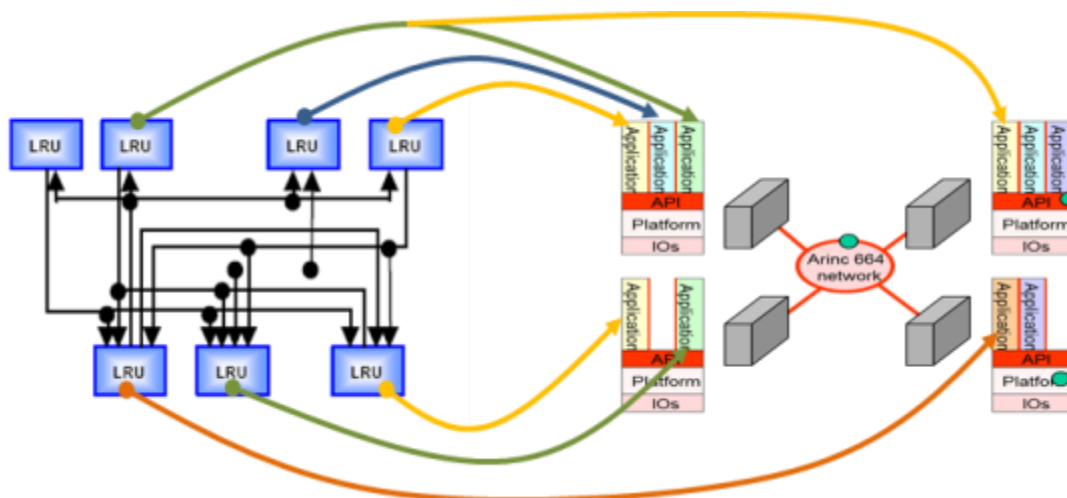 LRU
LRU
LRU
LRU
LRU
LRU
LRU
Application
Application
Application
API
Platform
IOs
Application
Application
API
Platform
IOs
Arinc 664
network
Application
Application
Application
API
Platform
IOs
Application
Application
API
Platform
IOs